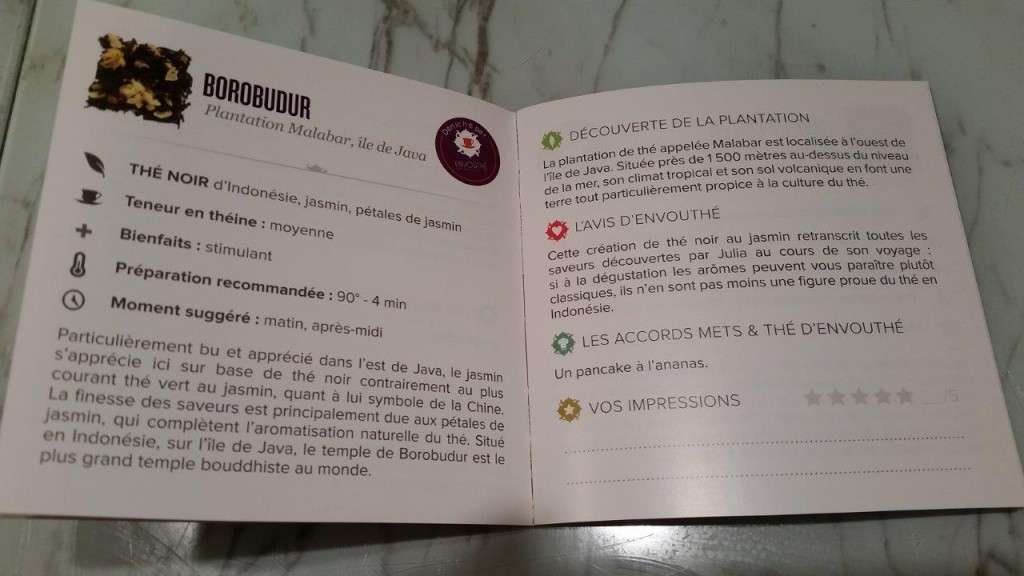 BOROBUDUR
Plantation Malabar, île de Java
Déniché par
ENVOUTHÉ
THÉ NOIR d'Indonésie, jasmin, pétales de jasmin
Teneur en théine : moyenne
Bienfaits : stimulant
Préparation recommandée : 90° - 4 min
Moment suggéré : matin, après-midi
Particulièrement bu et apprécié dans l'est de Java, le jasmin
s'apprécie ici sur base de thé noir contrairement au plus
courant thé vert au jasmin, quant à lui symbole de la Chine.
La finesse des saveurs est principalement due aux pétales de
jasmin, qui complètent l'aromatisation naturelle du thé. Situé
en Indonésie, sur l'île de Java, le temple de Borobudur est le
plus grand temple bouddhiste au monde.
DÉCOUVERTE DE LA PLANTATION
La plantation de thé appelée Malabar est localisée à l'ouest de
l'île de Java. Située près de 1 500 mètres au-dessus du niveau
de la mer, son climat tropical et son sol volcanique en font une
terre tout particulièrement propice à la culture du thé.
L'AVIS D'ENVOUTHÉ
Cette création de thé noir au jasmin retranscrit toutes les
saveurs découvertes par Julia au cours de son voyage :
si à la dégustation les arômes peuvent vous paraître plutôt
classiques, ils n'en sont pas moins une figure proue du thé en
Indonésie.
LES ACCORDS METS & THÉ D'ENVOUTHÉ
Un pancake à l'ananas.
VOS IMPRESSIONS __/5